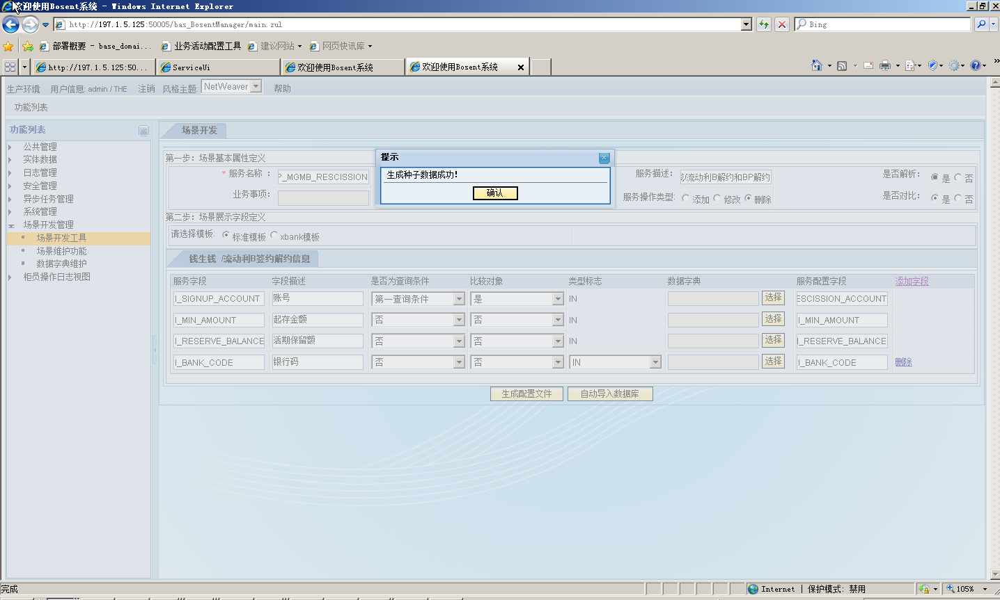 欢迎使用Bosent系统 - Windows Internet Explorer
http://197.1.5.125:50005/bas_BosentManager/main.zul
Bing
部署概要 - base_domai...
业务活动配置工具
建议网站
网页快讯库
http://197.1.5.125:50...
ServiceUi
欢迎使用Bosent系统
欢迎使用Bosent系统
生产环境 用户信息: admin / THE 注销 风格主题: NetWeaver 帮助
功能列表
功能列表
公共管理
实体数据
日志管理
安全管理
异步任务管理
系统管理
场景开发管理
场景开发工具
场景维护功能
数据字典维护
柜员操作日志视图
场景开发
第一步: 场景基本属性定义
* 服务名称 : P_MGMB_RESCISSION
服务描述: 流动利B解约和BP解约
是否解析: 是 否
业务事项:
服务操作类型: 添加 修改 删除
是否对比: 是 否
提示
生成种子数据成功!
确认
第二步: 场景展示字段定义
请选择模板: 标准模板 xbank模板
钱生钱 /流动利B签约解约信息
服务字段 字段描述 是否为查询条件 比较对象 类型标志 数据字典 服务配置字段 添加字段
I_SIGNUP_ACCOUNT 账号 第一查询条件 是 IN 选择 ESCISSION_ACCOUNT
I_MIN_AMOUNT 起存金额 否 否 IN 选择 I_MIN_AMOUNT
I_RESERVE_BALANCE 活期保留额 否 否 IN 选择 I_RESERVE_BALANCE
I_BANK_CODE 银行码 否 否 IN 选择 I_BANK_CODE 删除
生成配置文件 自动导入数据库
完成
Internet | 保护模式: 禁用
105%